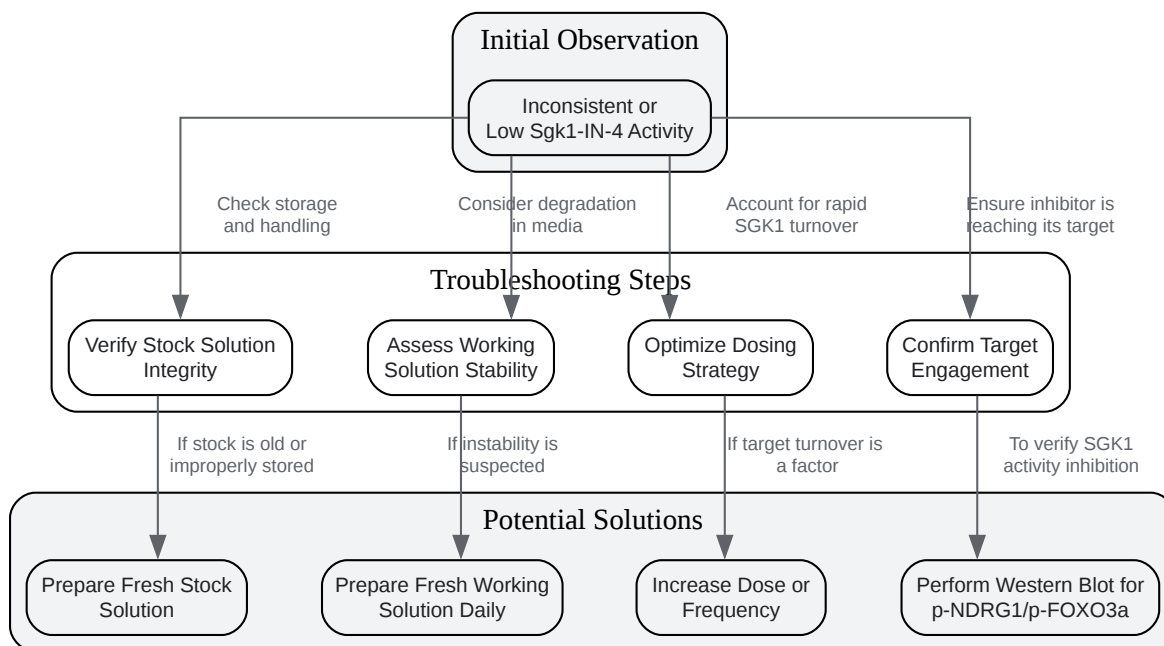 Initial Observation
Inconsistent or
Low Sgk1-IN-4 Activity
Check storage
and handling
Consider degradation
in media
Account for rapid
SGK1 turnover
Ensure inhibitor is
reaching its target
Troubleshooting Steps
Verify Stock Solution
Integrity
Assess Working
Solution Stability
Optimize Dosing
Strategy
Confirm Target
Engagement
If stock is old or
improperly stored
If instability is
suspected
If target turnover is
a factor
To verify SGK1
activity inhibition
Potential Solutions
Prepare Fresh Stock
Solution
Prepare Fresh Working
Solution Daily
Increase Dose or
Frequency
Perform Western Blot for
p-NDRG1/p-FOXO3a